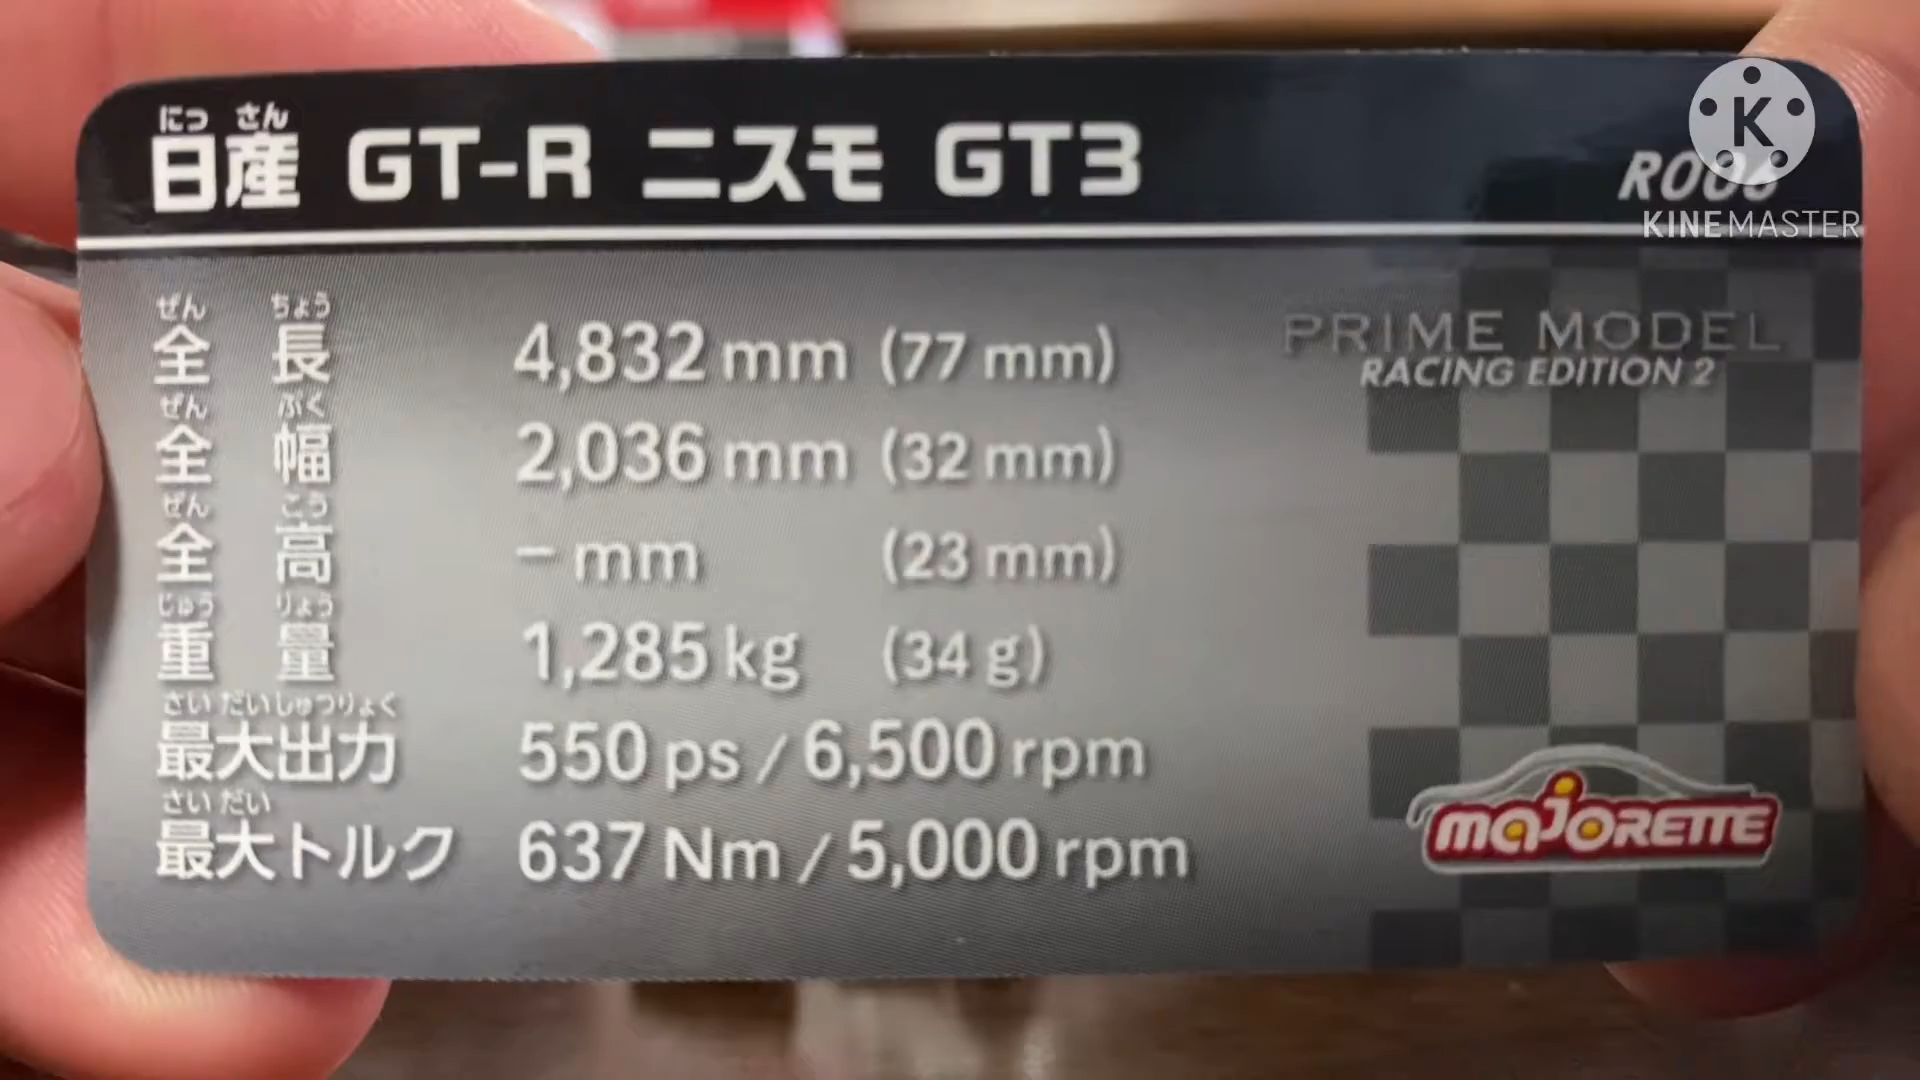 にっ さん
日産 GT-R ニスモ GT3
K
KINEMASTER
PRIME MODEL
RACING EDITION 2
ぜん ちょう
全 長 4,832 mm (77 mm)
ぜん ぷく
全 幅 2,036 mm (32 mm)
ぜん こう
全 高 – mm (23 mm)
じゅう りょう
重 量 1,285 kg (34 g)
さい だい しゅつりょく
最大出力 550 ps / 6,500 rpm
さい だい
最大トルク 637 Nm / 5,000 rpm
majORETTE